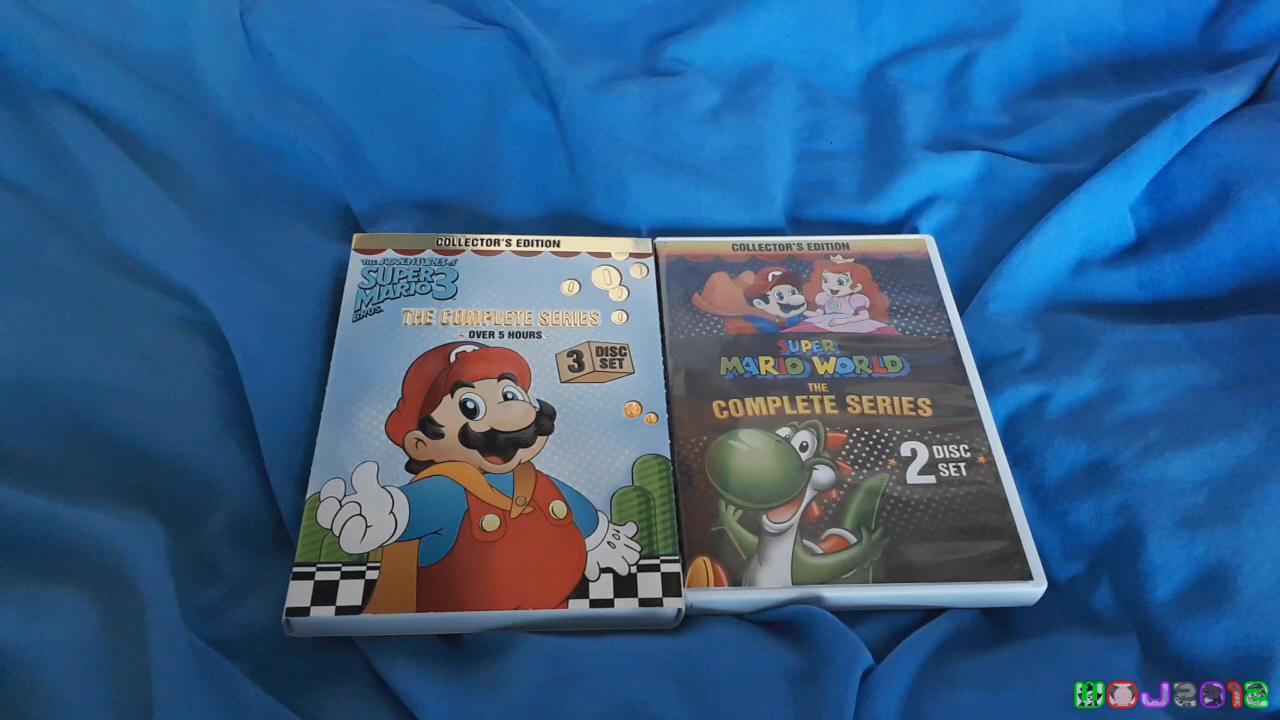 COLLECTOR'S EDITION
THE ADVENTURES of
SUPER
MARIO 3
BROS.
THE COMPLETE SERIES
OVER 5 HOURS
3 DISC
SET
COLLECTOR'S EDITION
SUPER
MARIO WORLD
THE
COMPLETE SERIES
2 DISC
SET
WOJ2012